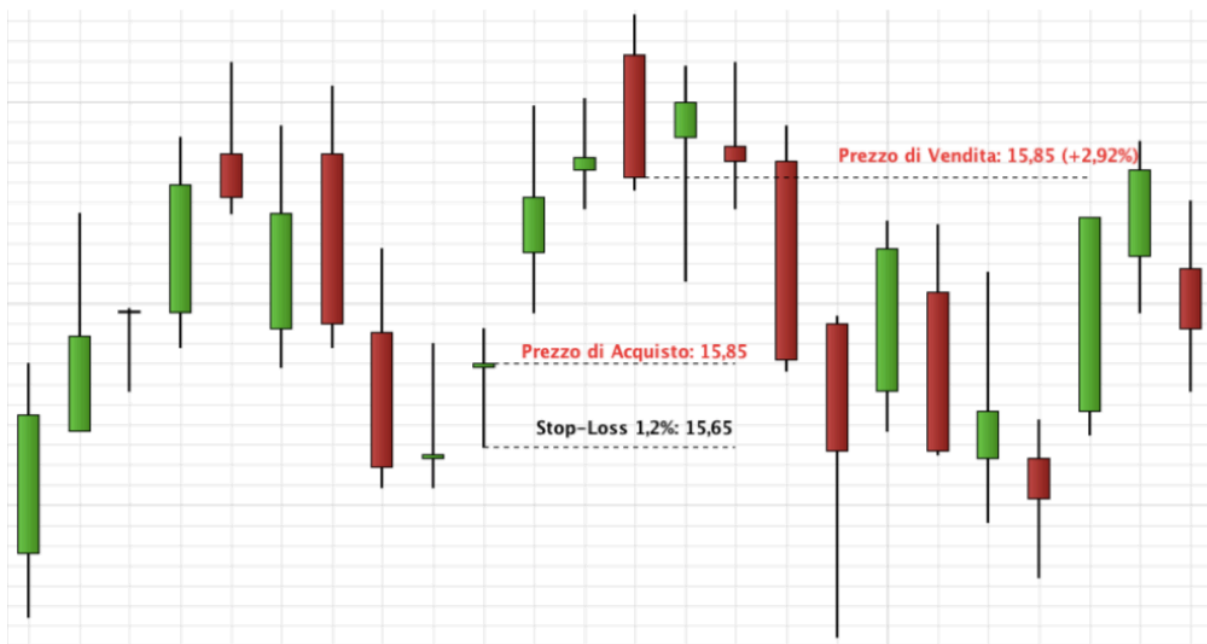 Prezzo di Vendita: 15,85 (+2,92%)
Prezzo di Acquisto: 15,85
Stop-Loss 1,2%: 15,65